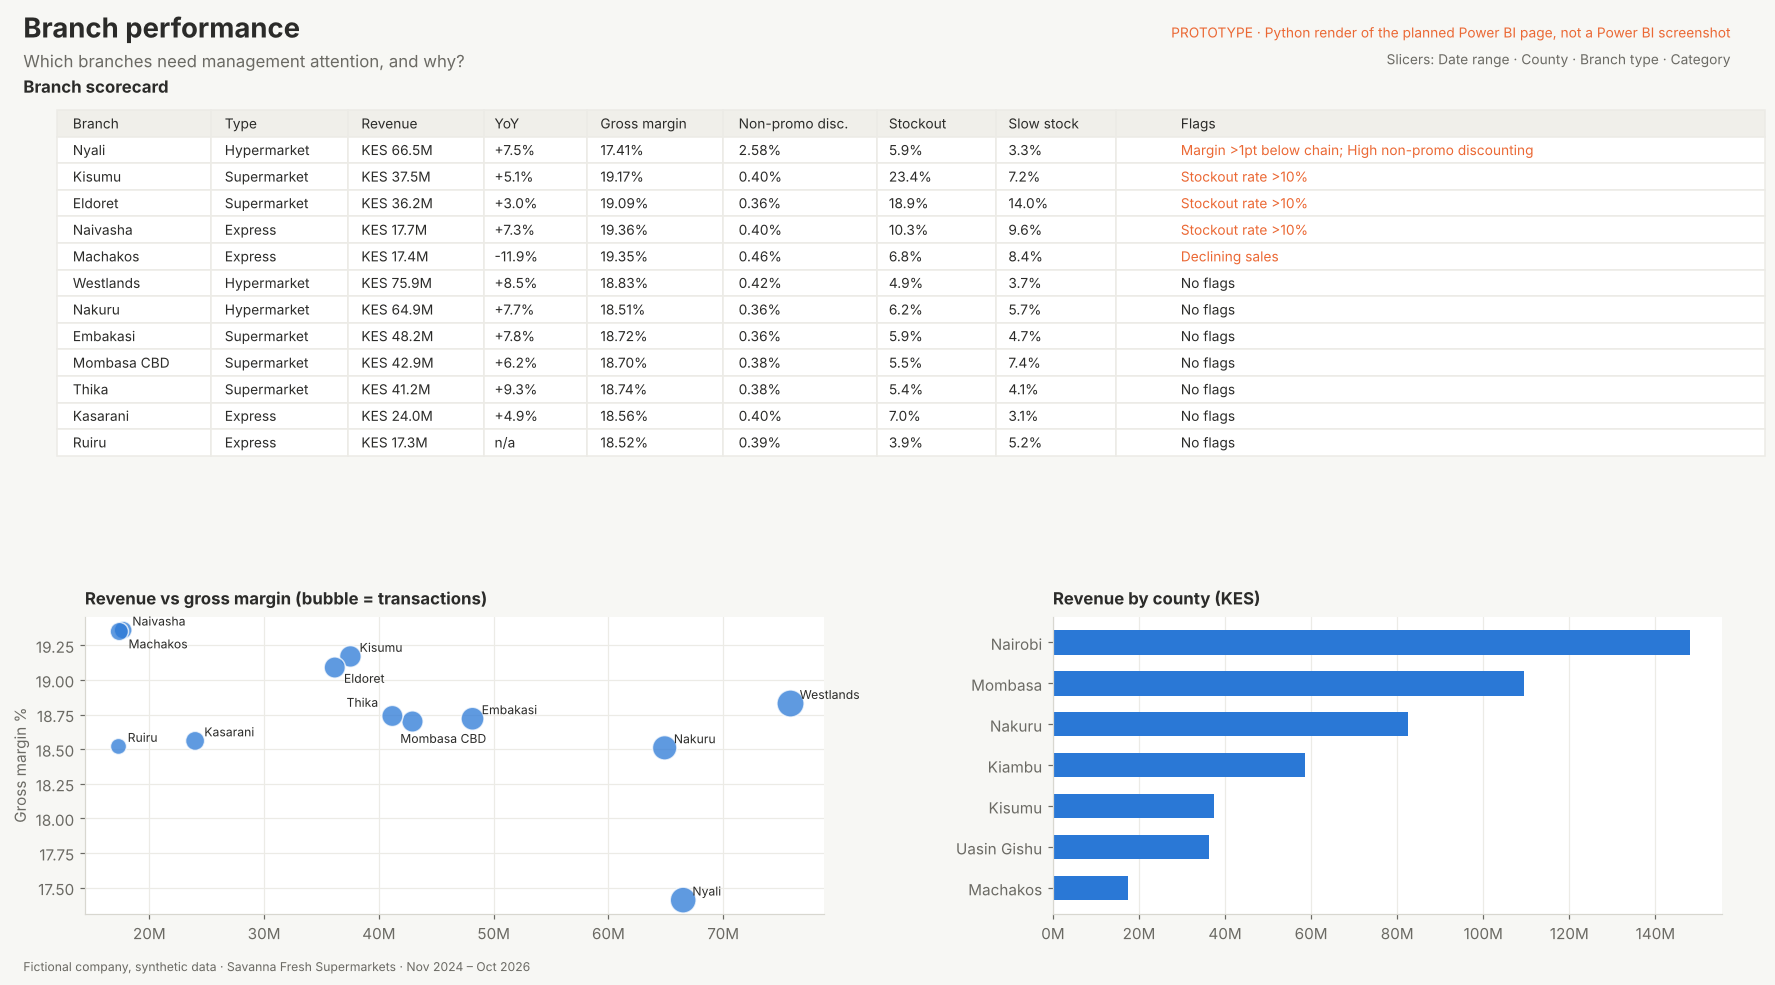 Branch performance
PROTOTYPE · Python render of the planned Power BI page, not a Power BI screenshot
Which branches need management attention, and why?
Slicers: Date range · County · Branch type · Category
Branch scorecard
Branch Type Revenue YoY Gross margin Non-promo disc. Stockout Slow stock Flags
Nyali Hypermarket KES 66.5M +7.5% 17.41% 2.58% 5.9% 3.3% Margin >1pt below chain; High non-promo discounting
Kisumu Supermarket KES 37.5M +5.1% 19.17% 0.40% 23.4% 7.2% Stockout rate >10%
Eldoret Supermarket KES 36.2M +3.0% 19.09% 0.36% 18.9% 14.0% Stockout rate >10%
Naivasha Express KES 17.7M +7.3% 19.36% 0.40% 10.3% 9.6% Stockout rate >10%
Machakos Express KES 17.4M -11.9% 19.35% 0.46% 6.8% 8.4% Declining sales
Westlands Hypermarket KES 75.9M +8.5% 18.83% 0.42% 4.9% 3.7% No flags
Nakuru Hypermarket KES 64.9M +7.7% 18.51% 0.36% 6.2% 5.7% No flags
Embakasi Supermarket KES 48.2M +7.8% 18.72% 0.36% 5.9% 4.7% No flags
Mombasa CBD Supermarket KES 42.9M +6.2% 18.70% 0.38% 5.5% 7.4% No flags
Thika Supermarket KES 41.2M +9.3% 18.74% 0.38% 5.4% 4.1% No flags
Kasarani Express KES 24.0M +4.9% 18.56% 0.40% 7.0% 3.1% No flags
Ruiru Express KES 17.3M n/a 18.52% 0.39% 3.9% 5.2% No flags
Revenue vs gross margin (bubble = transactions)
Gross margin %
19.25
19.00
18.75
18.50
18.25
18.00
17.75
17.50
Naivasha
Machakos
Kisumu
Eldoret
Westlands
Thika
Embakasi
Mombasa CBD
Ruiru
Kasarani
Nakuru
Nyali
20M 30M 40M 50M 60M 70M
Revenue by county (KES)
Nairobi
Mombasa
Nakuru
Kiambu
Kisumu
Uasin Gishu
Machakos
0M 20M 40M 60M 80M 100M 120M 140M
Fictional company, synthetic data · Savanna Fresh Supermarkets · Nov 2024 – Oct 2026